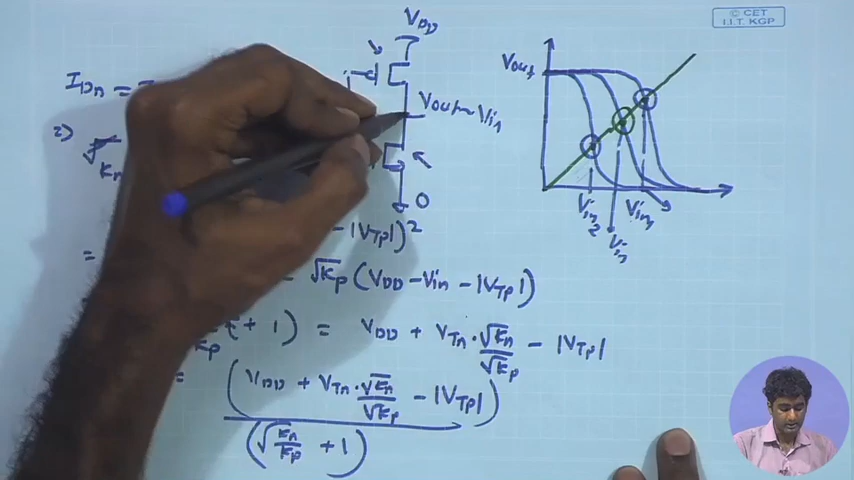 © CET
I.I.T. KGP
VDD
Vout
IDn =
Vout ~ Vin
=> √
Kn
0
Vin
Vin
Vin
- |VTp|)²
=
√Kp (VDD - Vin - |VTp|)
+ 1) = VDD + VTn · √Kn/√Kp - |VTp|
= (VDD + VTn · √Kn/√Kp - |VTp|)
(√Kn/Kp + 1)